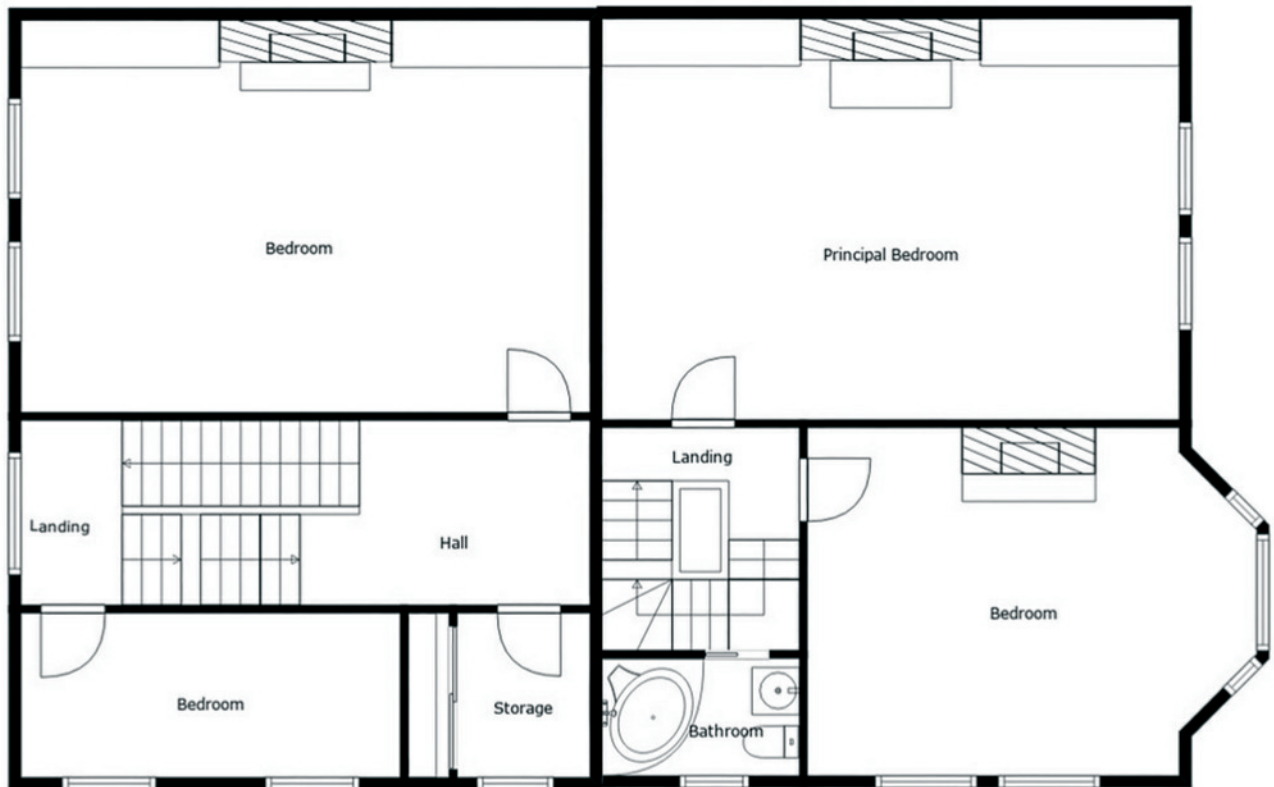 Bedroom
Principal Bedroom
Landing
Landing
Hall
Bedroom
Bedroom
Storage
Bathroom